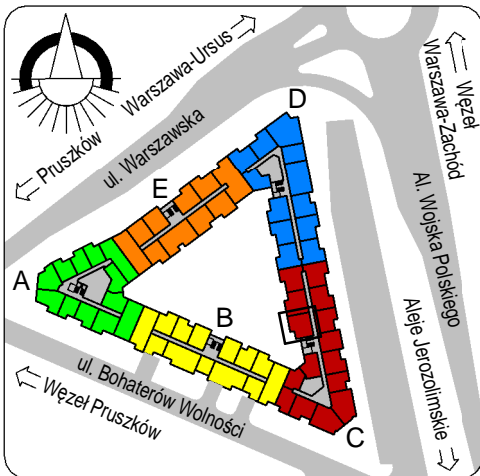 Warszawa-Ursus
Pruszków
ul. Warszawska
Węzeł
Warszawa-Zachód
D
E
A
B
C
Al. Wojska Polskiego
Aleje Jerozolimskie
ul. Bohaterów Wolności
Węzeł Pruszków